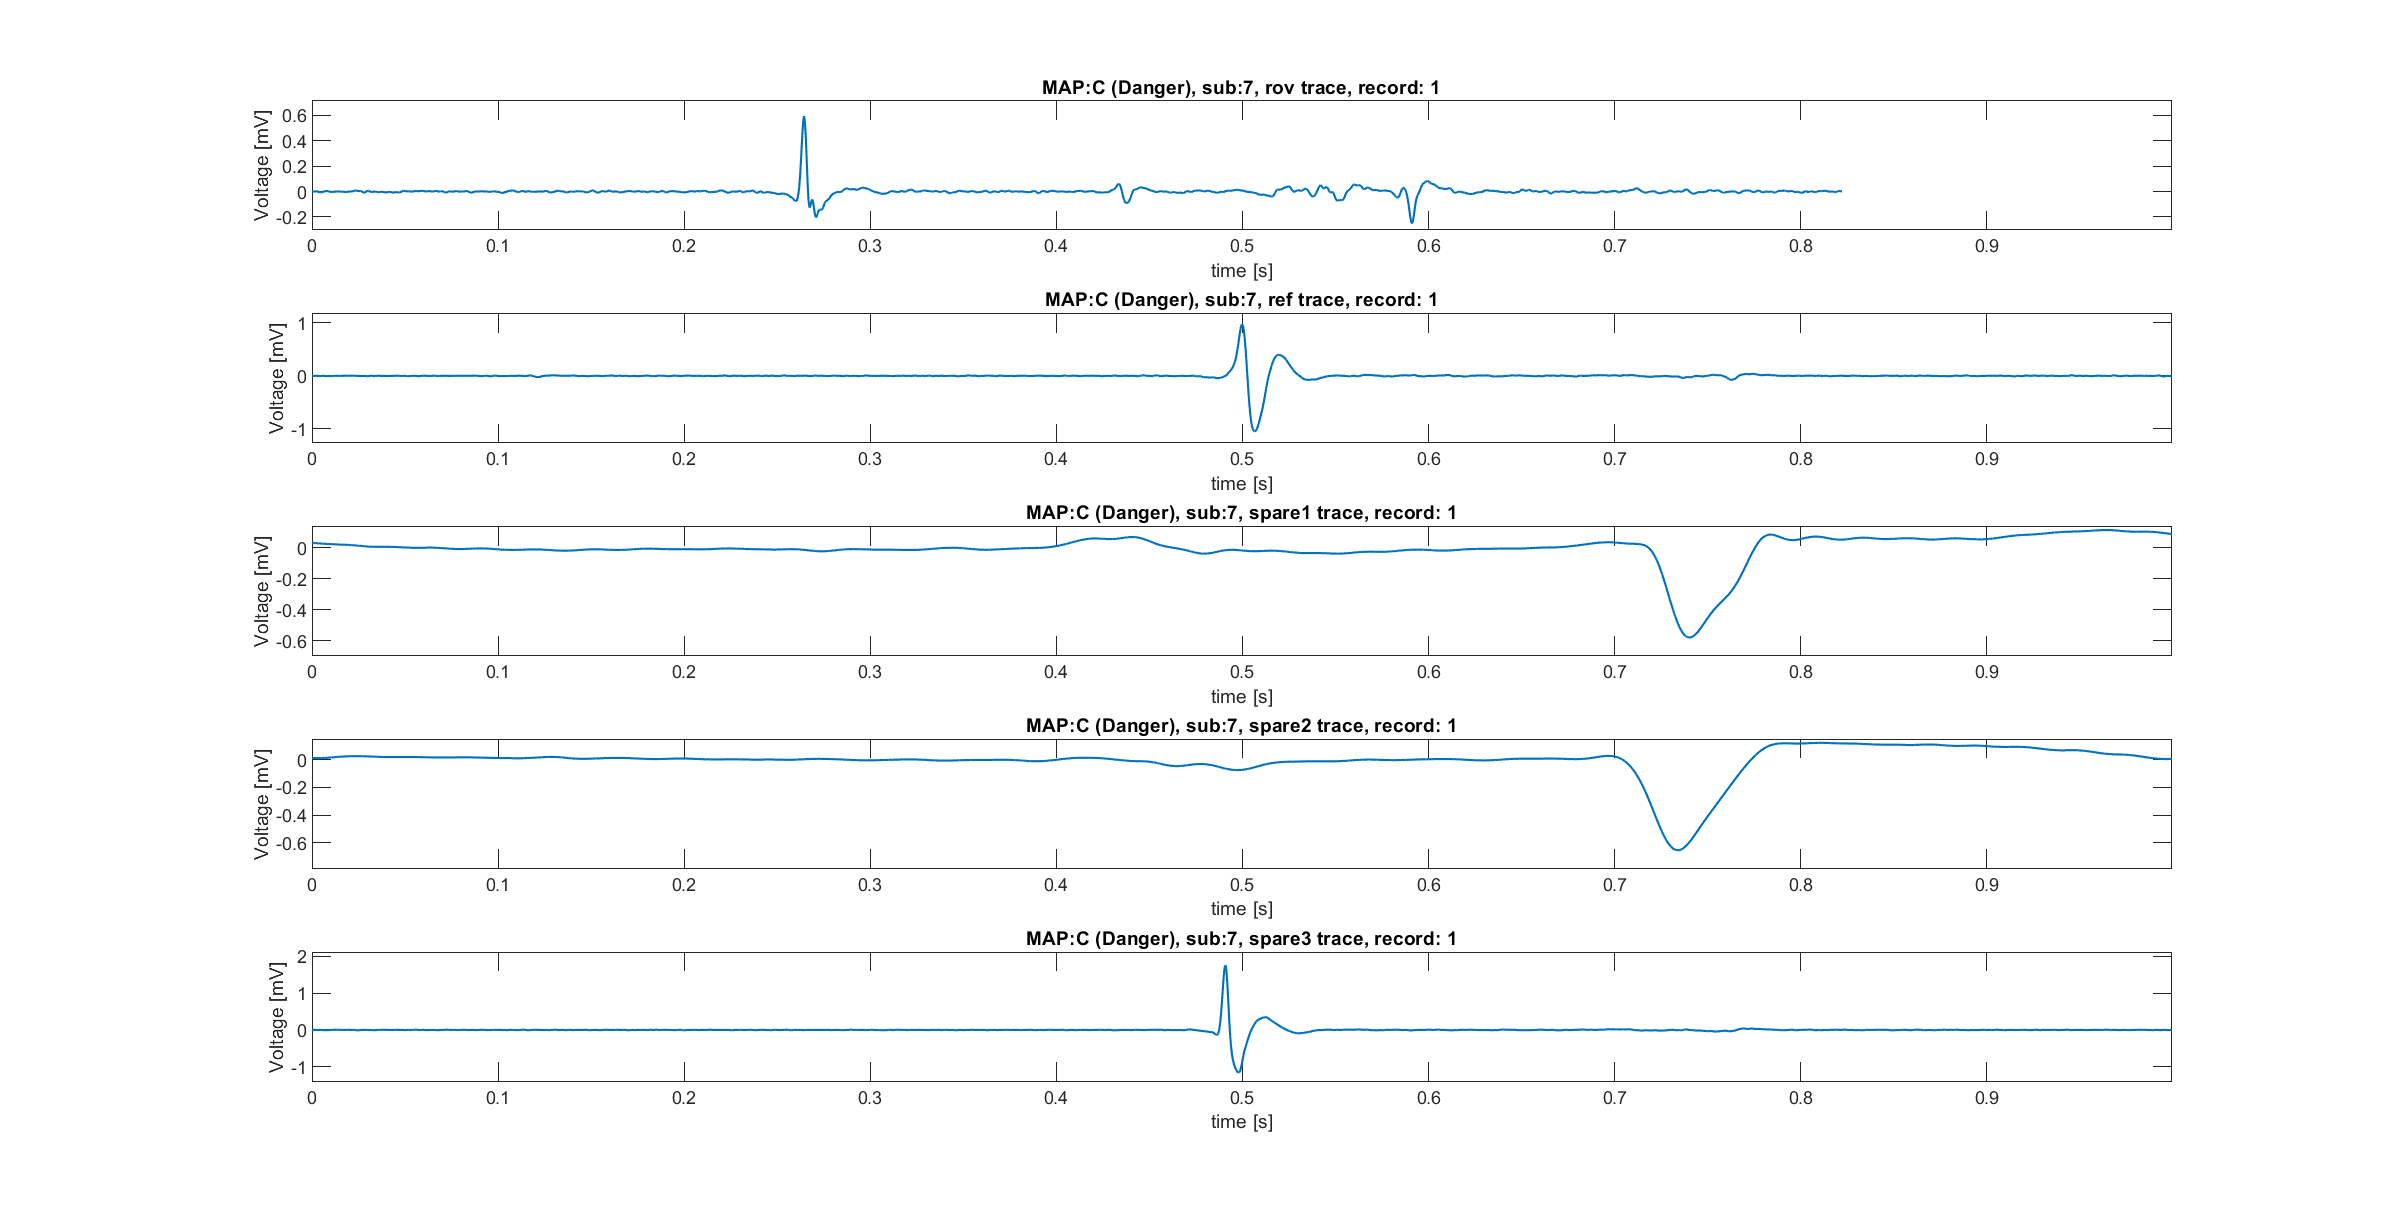 MAP:C (Danger), sub:7, rov trace, record: 1
Voltage [mV]
0.6
0.4
0.2
0
-0.2
0 0.1 0.2 0.3 0.4 0.5 0.6 0.7 0.8 0.9
time [s]
MAP:C (Danger), sub:7, ref trace, record: 1
Voltage [mV]
1
0
-1
0 0.1 0.2 0.3 0.4 0.5 0.6 0.7 0.8 0.9
time [s]
MAP:C (Danger), sub:7, spare1 trace, record: 1
Voltage [mV]
0
-0.2
-0.4
-0.6
0 0.1 0.2 0.3 0.4 0.5 0.6 0.7 0.8 0.9
time [s]
MAP:C (Danger), sub:7, spare2 trace, record: 1
Voltage [mV]
0
-0.2
-0.4
-0.6
0 0.1 0.2 0.3 0.4 0.5 0.6 0.7 0.8 0.9
time [s]
MAP:C (Danger), sub:7, spare3 trace, record: 1
Voltage [mV]
2
1
0
-1
0 0.1 0.2 0.3 0.4 0.5 0.6 0.7 0.8 0.9
time [s]